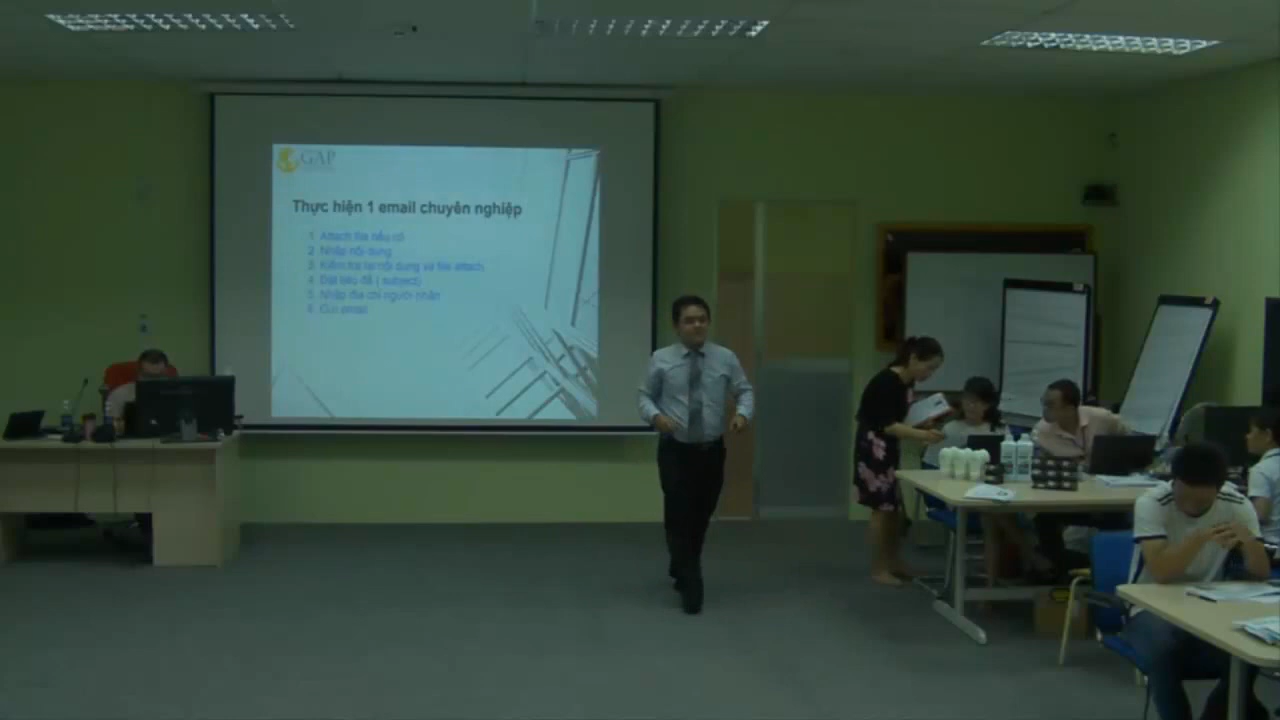 GAP
Thực hiện 1 email chuyên nghiệp
1. Attach file nếu có
2. Nhập nội dung
3. Kiểm tra lại nội dung và file attach
4. Đặt tiêu đề ( subject)
5. Nhập địa chỉ người nhận
6. Gửi email